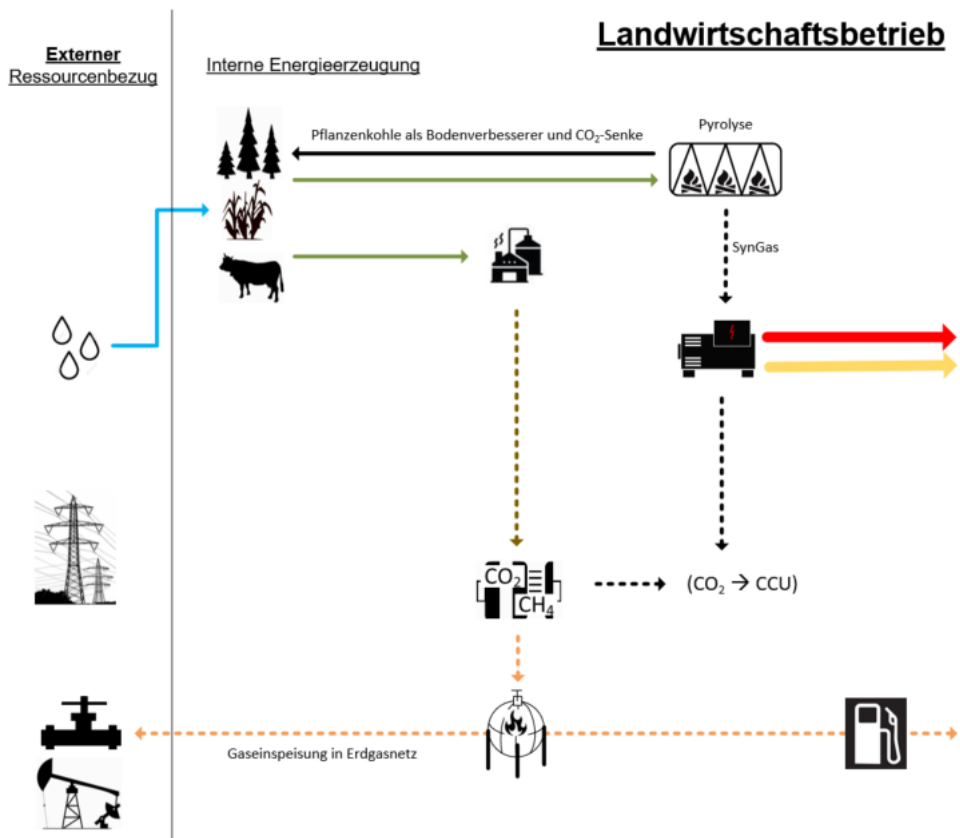 Landwirtschaftsbetrieb
Externer
Ressourcenbezug
Interne Energieerzeugung
Pflanzenkohle als Bodenverbesserer und CO₂-Senke
Pyrolyse
SynGas
CO₂
CH₄
(CO₂ → CCU)
Gaseinspeisung in Erdgasnetz